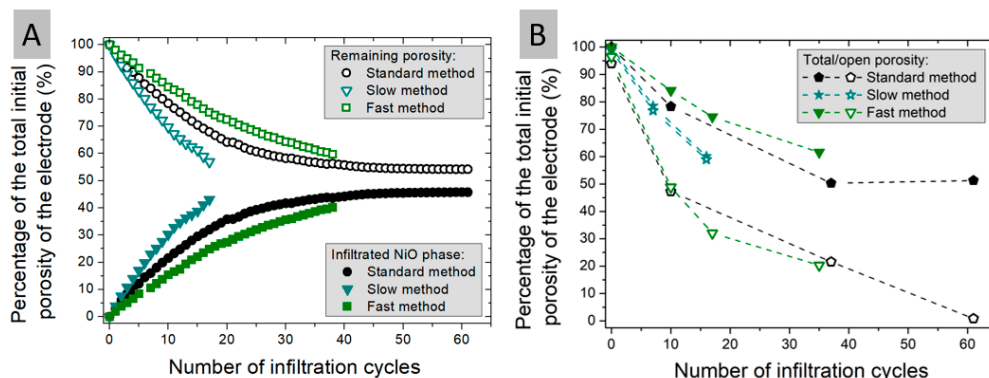 A
Percentage of the total initial
porosity of the electrode (%)
100
90
80
70
60
50
40
30
20
10
0
Remaining porosity:
Standard method
Slow method
Fast method
Infiltrated NiO phase:
Standard method
Slow method
Fast method
0 10 20 30 40 50 60
Number of infiltration cycles
B
Percentage of the total initial
porosity of the electrode (%)
100
90
80
70
60
50
40
30
20
10
0
Total/open porosity:
Standard method
Slow method
Fast method
0 10 20 30 40 50 60
Number of infiltration cycles